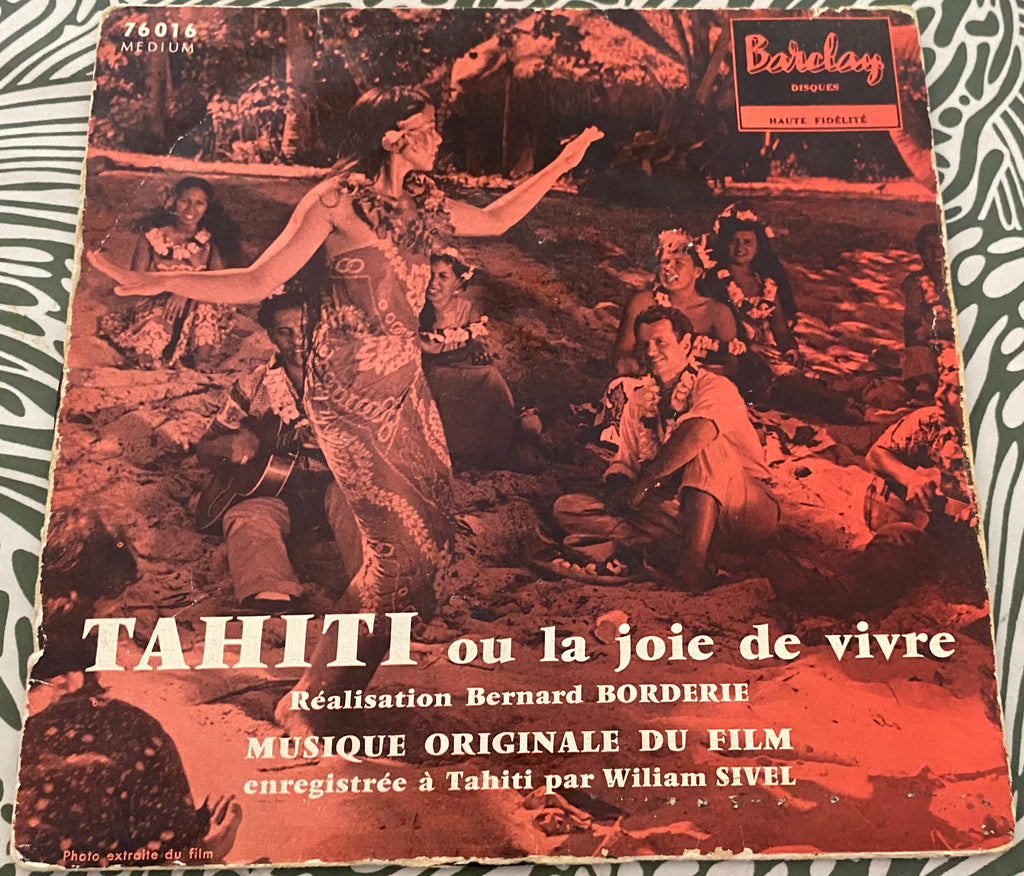 76016
MEDIUM
Barclay
DISQUES
HAUTE FIDÉLITÉ
TAHITI ou la joie de vivre
Réalisation Bernard BORDERIE
MUSIQUE ORIGINALE DU FILM
enregistrée à Tahiti par Wiliam SIVEL
Photo extraite du film